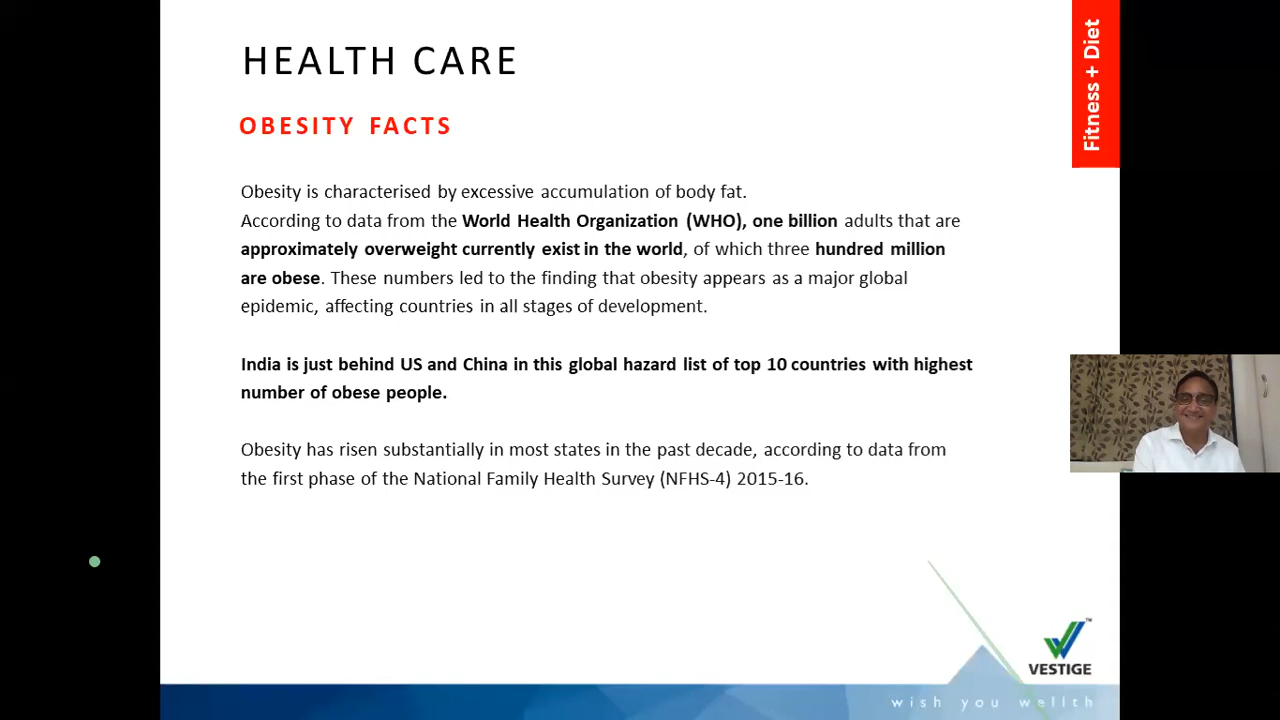 HEALTH CARE
Fitness + Diet
OBESITY FACTS
Obesity is characterised by excessive accumulation of body fat.
According to data from the World Health Organization (WHO), one billion adults that are
approximately overweight currently exist in the world, of which three hundred million
are obese. These numbers led to the finding that obesity appears as a major global
epidemic, affecting countries in all stages of development.
India is just behind US and China in this global hazard list of top 10 countries with highest
number of obese people.
Obesity has risen substantially in most states in the past decade, according to data from
the first phase of the National Family Health Survey (NFHS-4) 2015-16.
TM
VESTIGE
wish you wellth